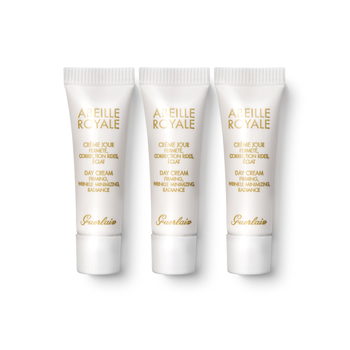 ABEILLE
ROYALE
CRÈME JOUR
FERMETÉ,
CORRECTION RIDES,
ÉCLAT
DAY CREAM
FIRMING,
WRINKLE MINIMIZING,
RADIANCE
Guerlain
ABEILLE
ROYALE
CRÈME JOUR
FERMETÉ,
CORRECTION RIDES,
ÉCLAT
DAY CREAM
FIRMING,
WRINKLE MINIMIZING,
RADIANCE
Guerlain
ABEILLE
ROYALE
CRÈME JOUR
FERMETÉ,
CORRECTION RIDES,
ÉCLAT
DAY CREAM
FIRMING,
WRINKLE MINIMIZING,
RADIANCE
Guerlain